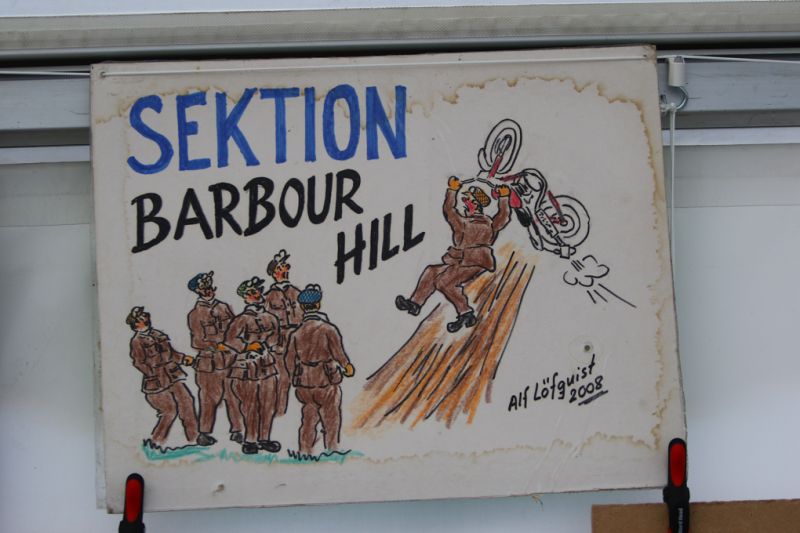 SEKTION
BARBOUR
HILL
Alf Löfquist
2008